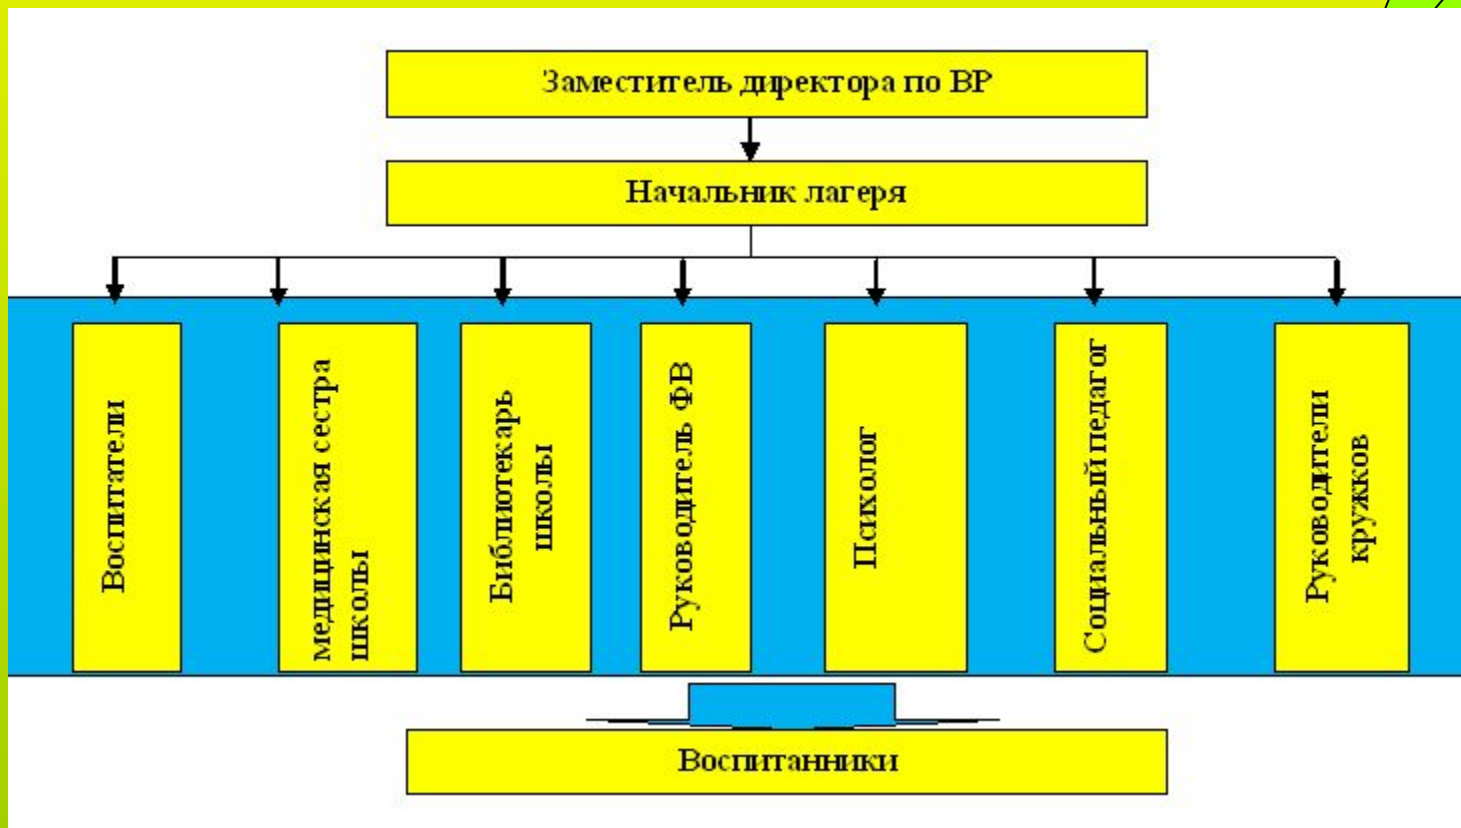 Заместитель директора по ВР
Начальник лагеря
Воспитатели
медицинская сестра
школы
Библиотекарь
школы
Руководитель ФВ
Психолог
Социальный педагог
Руководители
кружков
Воспитанники